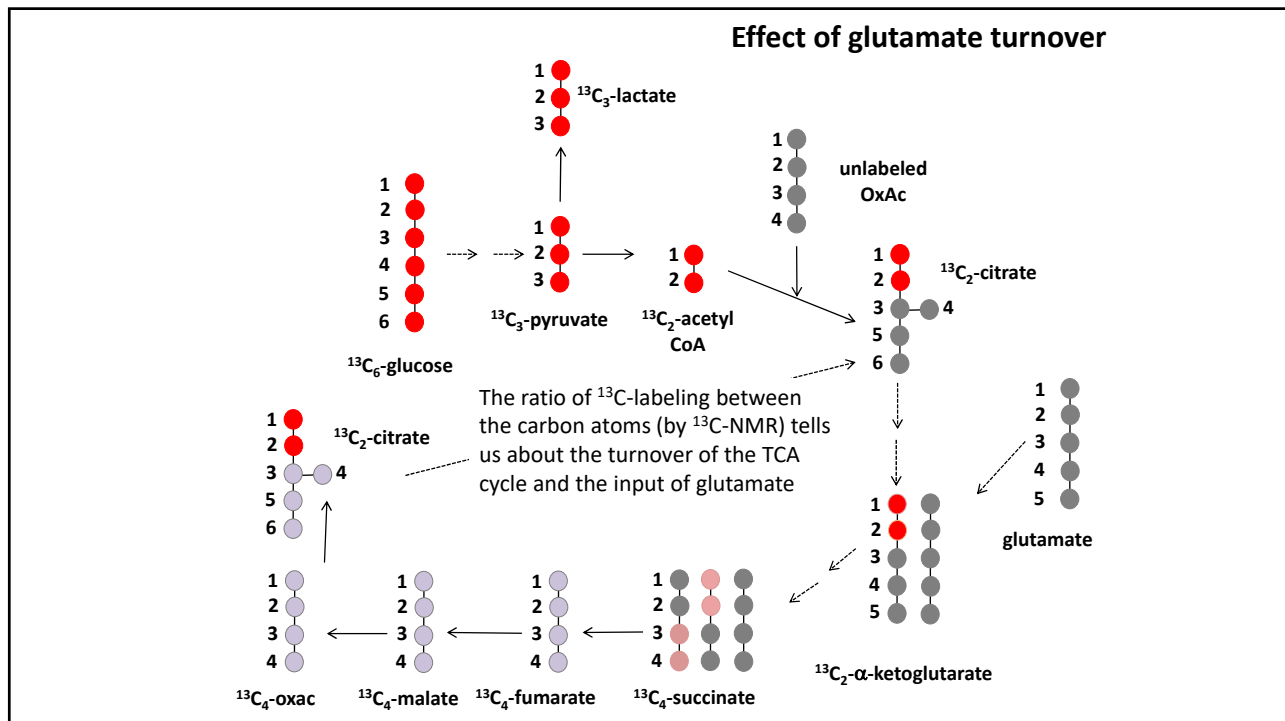 Effect of glutamate turnover
1
2
3
¹³C₃-lactate
1
2
3
4
unlabeled
OxAc
1
2
3
4
5
6
¹³C₆-glucose
1
2
3
¹³C₃-pyruvate
1
2
¹³C₂-acetyl
CoA
1
2
3
4
5
6
¹³C₂-citrate
The ratio of ¹³C-labeling between
the carbon atoms (by ¹³C-NMR) tells
us about the turnover of the TCA
cycle and the input of glutamate
1
2
3
4
5
6
¹³C₂-citrate
1
2
3
4
5
glutamate
1
2
3
4
5
¹³C₂-α-ketoglutarate
1
2
3
4
¹³C₄-oxac
1
2
3
4
¹³C₄-malate
1
2
3
4
¹³C₄-fumarate
1
2
3
4
¹³C₄-succinate